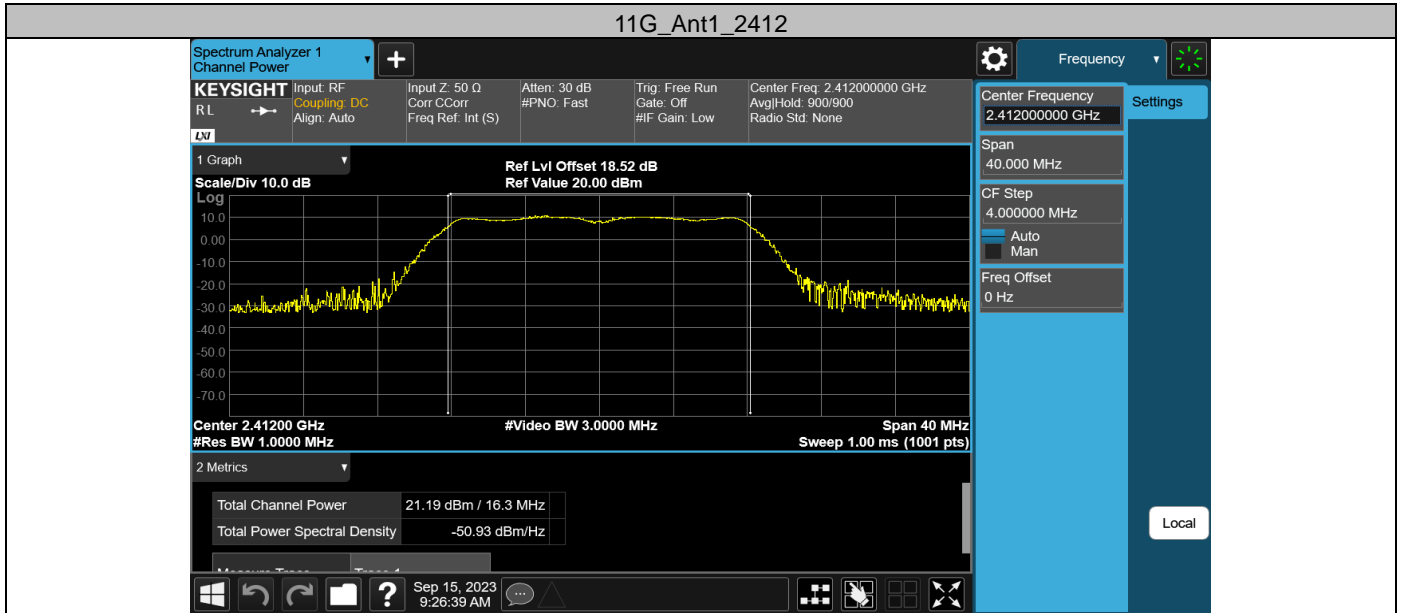 11G_Ant1_2412
Spectrum Analyzer 1
Channel Power
+
Frequency
KEYSIGHT
R L
LXI
Input: RF
Coupling: DC
Align: Auto
Input Z: 50 Ω
Corr CCorr
Freq Ref: Int (S)
Atten: 30 dB
#PNO: Fast
Trig: Free Run
Gate: Off
#IF Gain: Low
Center Freq: 2.412000000 GHz
Avg|Hold: 900/900
Radio Std: None
Center Frequency
2.412000000 GHz
Settings
Span
40.000 MHz
CF Step
4.000000 MHz
Auto
Man
Freq Offset
0 Hz
Local
1 Graph
Scale/Div 10.0 dB
Ref Lvl Offset 18.52 dB
Ref Value 20.00 dBm
Log
10.0
0.00
-10.0
-20.0
-30.0
-40.0
-50.0
-60.0
-70.0
Center 2.41200 GHz
#Video BW 3.0000 MHz
Span 40 MHz
#Res BW 1.0000 MHz
Sweep 1.00 ms (1001 pts)
2 Metrics
Total Channel Power 21.19 dBm / 16.3 MHz
Total Power Spectral Density -50.93 dBm/Hz
Measure Trace Trace 1
?
Sep 15, 2023
9:26:39 AM